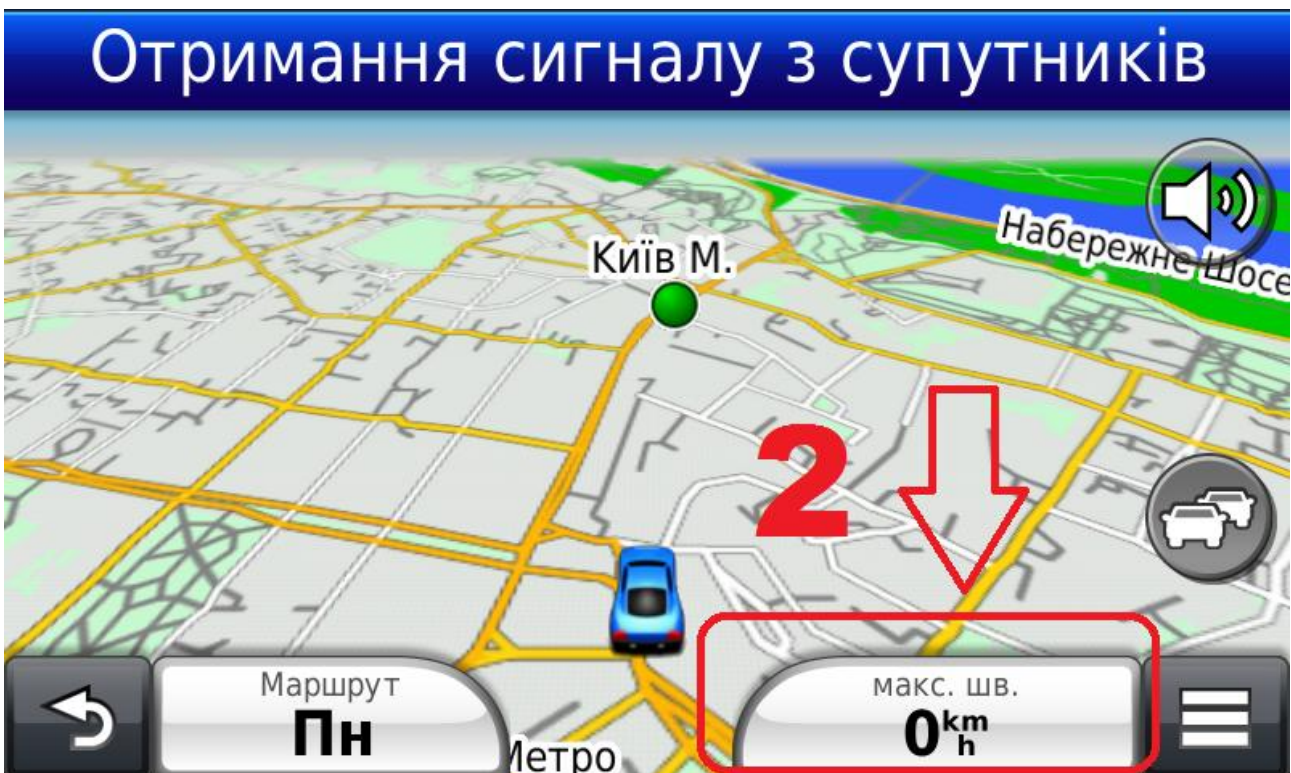 Отримання сигналу з супутників
Київ М.
Набережне Шосе
2
Маршрут
Пн
макс. шв.
0 km h
Метро